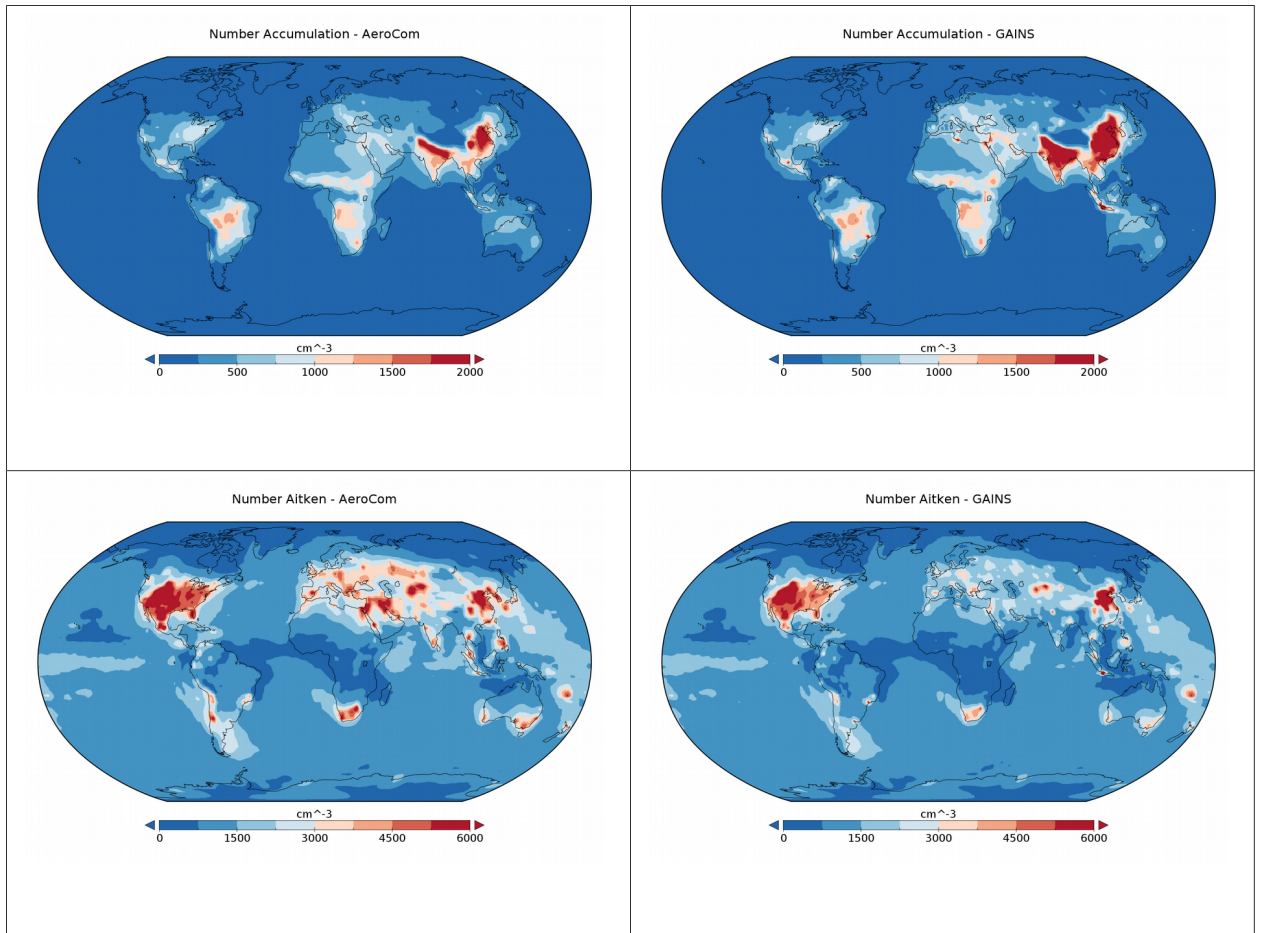 Number Accumulation - AeroCom
cm^-3
0 500 1000 1500 2000
Number Accumulation - GAINS
cm^-3
0 500 1000 1500 2000
Number Aitken - AeroCom
cm^-3
0 1500 3000 4500 6000
Number Aitken - GAINS
cm^-3
0 1500 3000 4500 6000